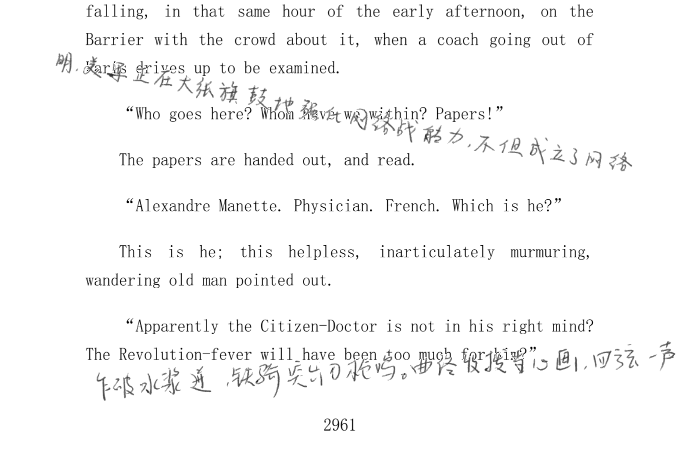 falling, in that same hour of the early afternoon, on the
Barrier with the crowd about it, when a coach going out of
Paris drives up to be examined.
明,美军正在大张旗鼓地强化网络战能力,不但成立了网络
“Who goes here? Whom have we within? Papers!”
The papers are handed out, and read.
“Alexandre Manette. Physician. French. Which is he?”
This is he; this helpless, inarticulately murmuring,
wandering old man pointed out.
“Apparently the Citizen-Doctor is not in his right mind?
The Revolution-fever will have been too much for him?”
乍破水浆迸,铁骑突出刀枪鸣。曲终收拨当心画,四弦一声
2961